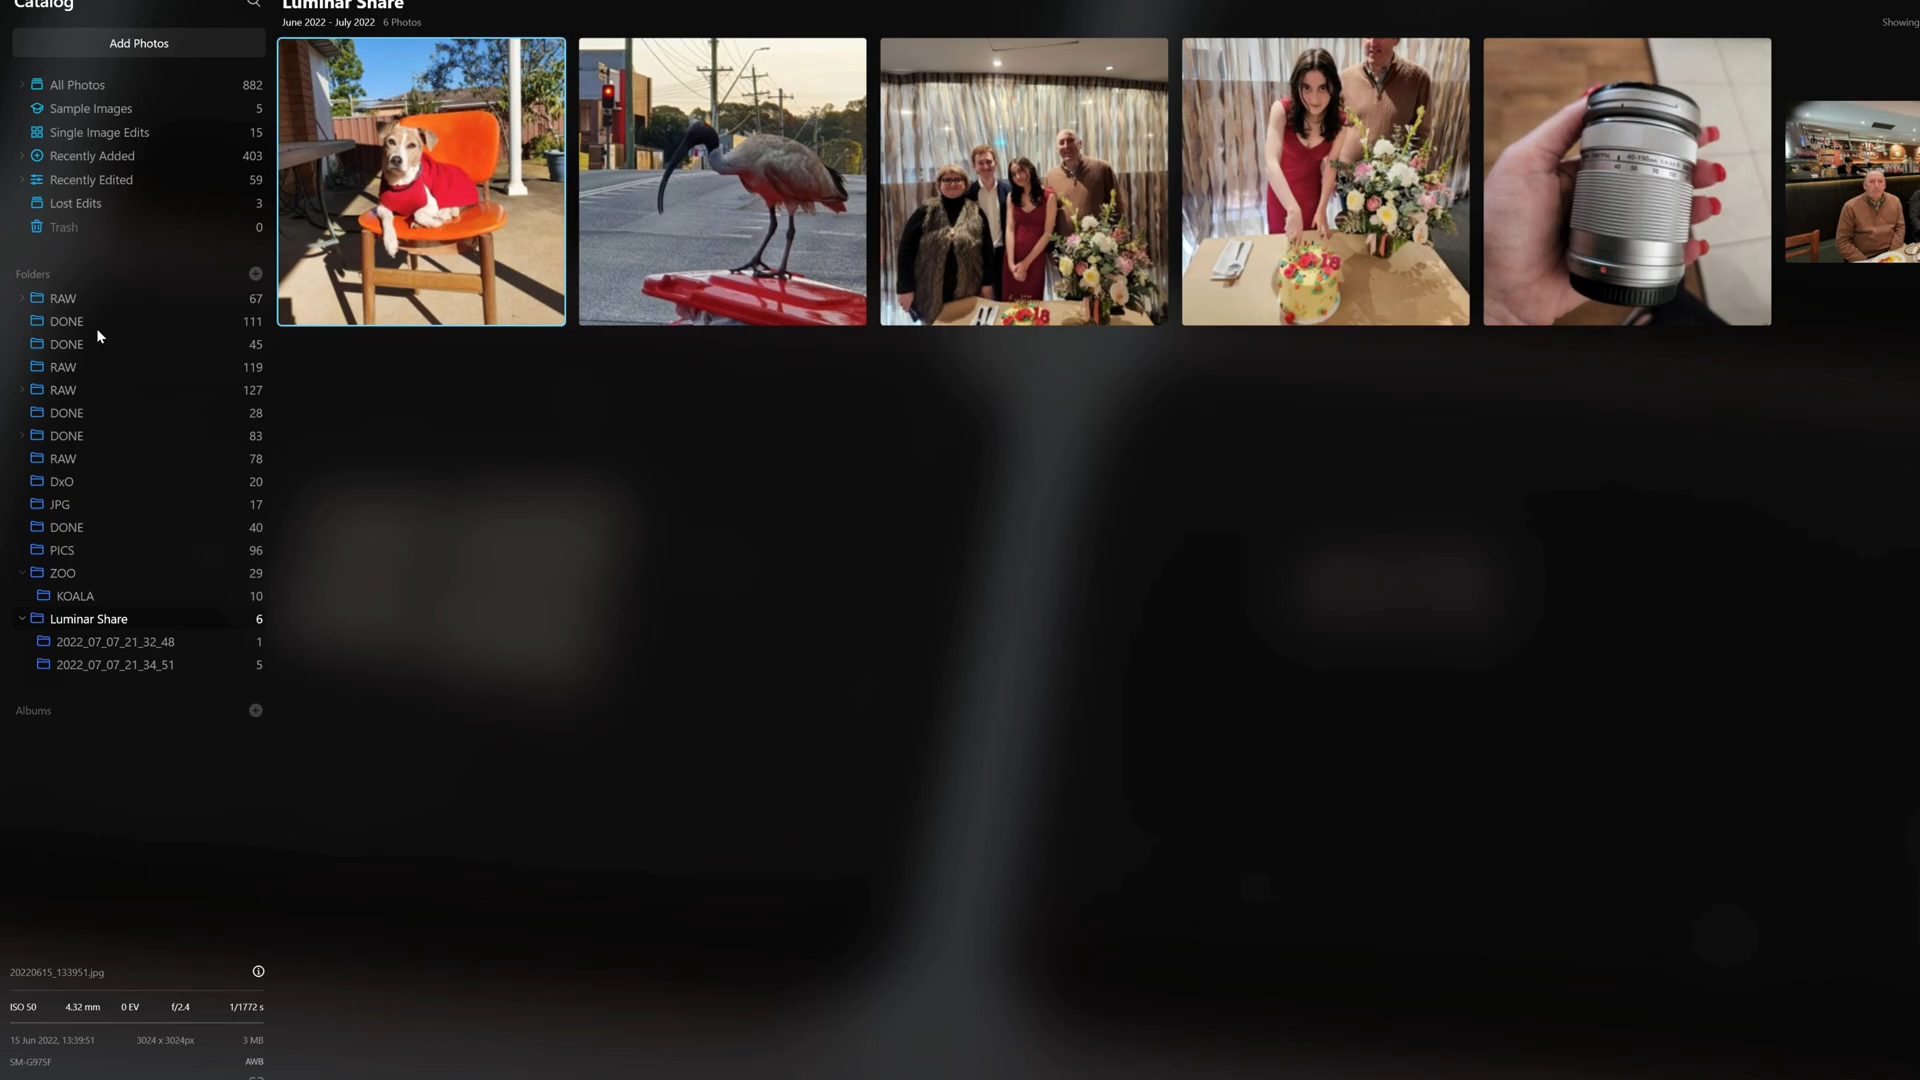 Catalog
Add Photos
All Photos 882
Sample Images 5
Single Image Edits 15
Recently Added 403
Recently Edited 59
Lost Edits 3
Trash 0
Folders
RAW 67
DONE 111
DONE 45
RAW 119
RAW 127
DONE 28
DONE 83
RAW 78
DxO 20
JPG 17
DONE 40
PICS 96
ZOO 29
KOALA 10
Luminar Share 6
2022_07_07_21_32_48 1
2022_07_07_21_34_51 5
Albums
20220615_133951.jpg
ISO 50 4.32 mm 0 EV f/2.4 1/1772 s
15 Jun 2022, 13:39:51 3024 x 3024px 3 MB
SM-G975F AWB
Luminar Share
June 2022 - July 2022 6 Photos
Showing
18
18